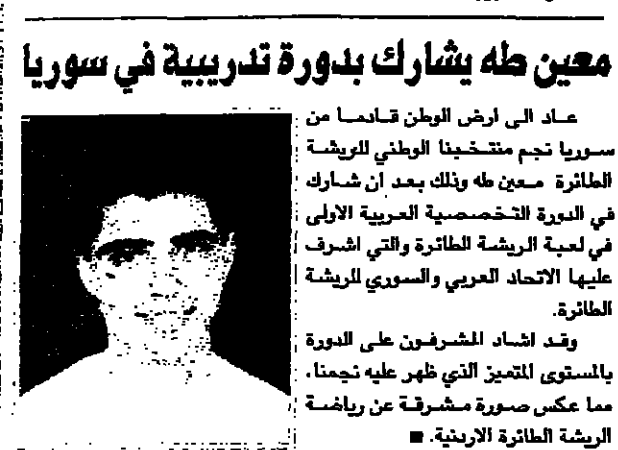 معين طه يشارك بدورة تدريبية في سوريا
عاد الى ارض الوطن قادما من
سوريا نجم منتخبنا الوطني للريشة
الطائرة معين طه وذلك بعد ان شارك
في الدورة التخصصية العربية الاولى
في لعبة الريشة الطائرة والتي اشرف
عليها الاتحاد العربي والسوري للريشة
الطائرة.
وقد اشاد المشرفون على الدورة
بالمستوى المتميز الذي ظهر عليه نجمنا،
مما عكس صورة مشرقة عن رياضة
الريشة الطائرة الاردنية.